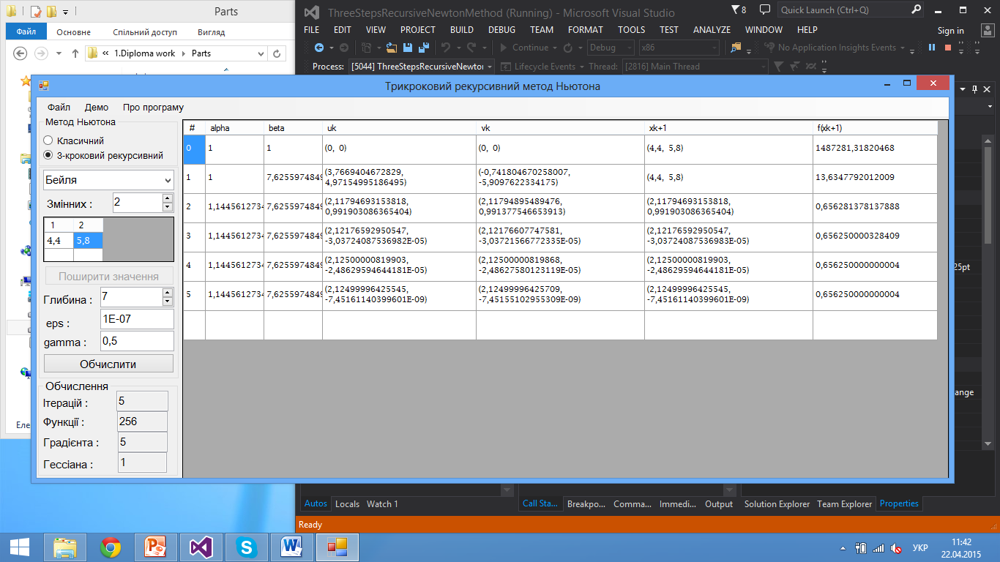 Parts
Файл Основне Спільний доступ Вигляд
« 1.Diploma work Parts
ThreeStepsRecursiveNewtonMethod (Running) - Microsoft Visual Studio
8
Quick Launch (Ctrl+Q)
FILE EDIT VIEW PROJECT BUILD DEBUG TEAM FORMAT TOOLS TEST ANALYZE WINDOW HELP
Sign in
Continue Debug x86 No Application Insights Events
Process: [5044] ThreeStepsRecursiveNewtor Lifecycle Events Thread: [2816] Main Thread
Трикроковий рекурсивний метод Ньютона
Файл Демо Про програму
Метод Ньютона
Класичний
3-кроковий рекурсивний
Бейля
Змінних : 2
1 2
4,4 5,8
Поширити значення
Глибина : 7
eps : 1E-07
gamma : 0,5
Обчислити
Обчислення
Ітерацій : 5
Функції : 256
Градієнта : 5
Гессіана : 1
# alpha beta uk vk xk+1 f(xk+1)
0 1 1 (0, 0) (0, 0) (4,4, 5,8) 1487281,31820468
1 1 7,6255974849 (3,7669404672829, 4,97154995186495) (-0,741804670258007, -5,9097622334175) (4,4, 5,8) 13,6347792012009
2 1,1445612734 7,6255974849 (2,11794693153818, 0,991903086365404) (2,11794895489476, 0,991377546653913) (2,11794693153818, 0,991903086365404) 0,656281378137888
3 1,1445612734 7,6255974849 (2,12176592950547, -3,03724087536982E-05) (2,12176607747581, -3,03721566772335E-05) (2,12176592950547, -3,03724087536983E-05) 0,656250000328409
4 1,1445612734 7,6255974849 (2,12500000819903, -2,48629594644181E-05) (2,12500000819868, -2,48627580123119E-05) (2,12500000819903, -2,48629594644181E-05) 0,656250000000004
5 1,1445612734 7,6255974849 (2,12499996425545, -7,45161140399601E-09) (2,12499996425709, -7,45155102955309E-09) (2,12499996425545, -7,45161140399601E-09) 0,656250000000004
25pt
ange
Еле
Autos Locals Watch 1
Call Sta... Breakpo... Comma... Immedi... Output
Solution Explorer Team Explorer Properties
Ready
УКР
11:42
22.04.2015